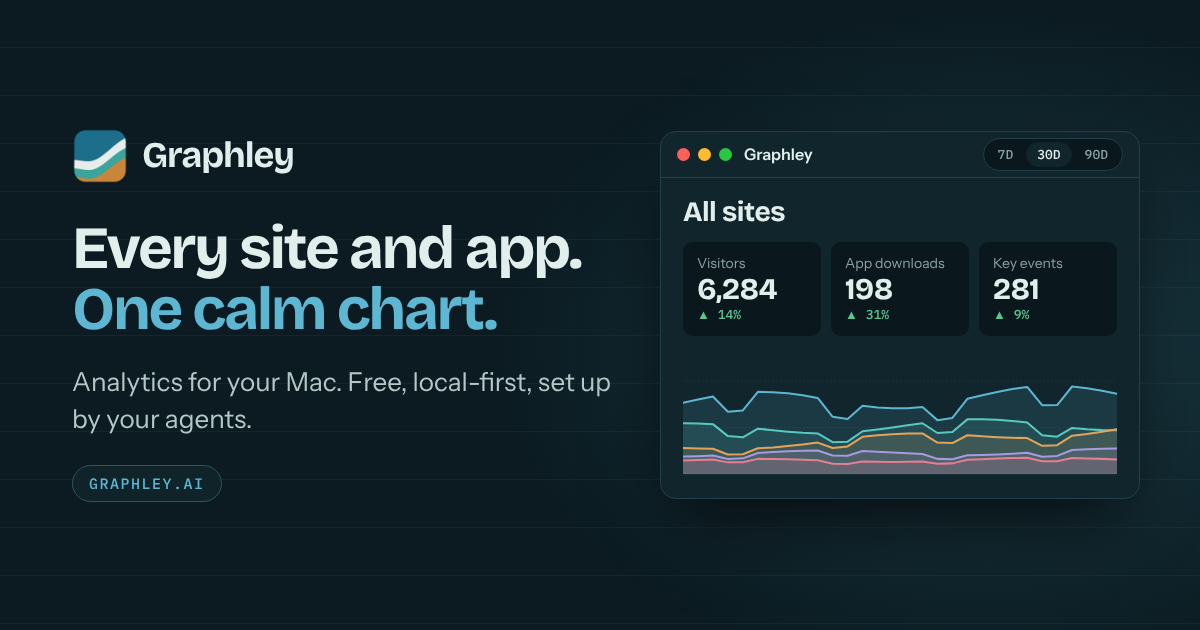 Graphley
Every site and app.
One calm chart.
Analytics for your Mac. Free, local-first, set up
by your agents.
GRAPHLEY.AI
Graphley
7D 30D 90D
All sites
Visitors
6,284
▲ 14%
App downloads
198
▲ 31%
Key events
281
▲ 9%